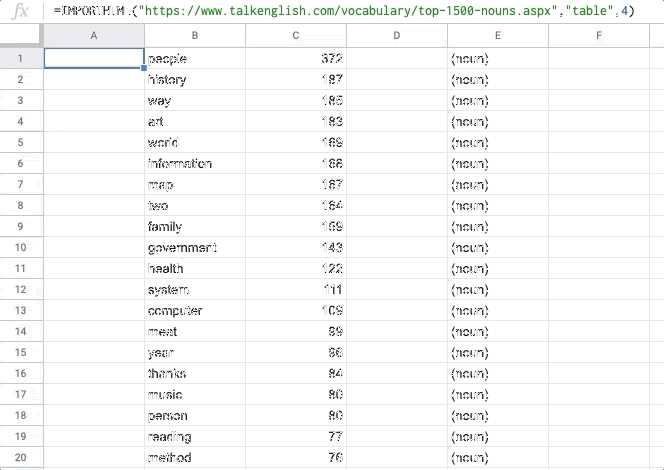 fx =IMPORTHTML("https://www.talkenglish.com/vocabulary/top-1500-nouns.aspx","table",4)
A B C D E F
1 people 372 (noun)
2 history 187 (noun)
3 way 185 (noun)
4 art 183 (noun)
5 world 169 (noun)
6 information 168 (noun)
7 map 167 (noun)
8 two 164 (noun)
9 family 159 (noun)
10 government 143 (noun)
11 health 122 (noun)
12 system 111 (noun)
13 computer 109 (noun)
14 meat 99 (noun)
15 year 96 (noun)
16 thanks 84 (noun)
17 music 80 (noun)
18 person 80 (noun)
19 reading 77 (noun)
20 method 76 (noun)